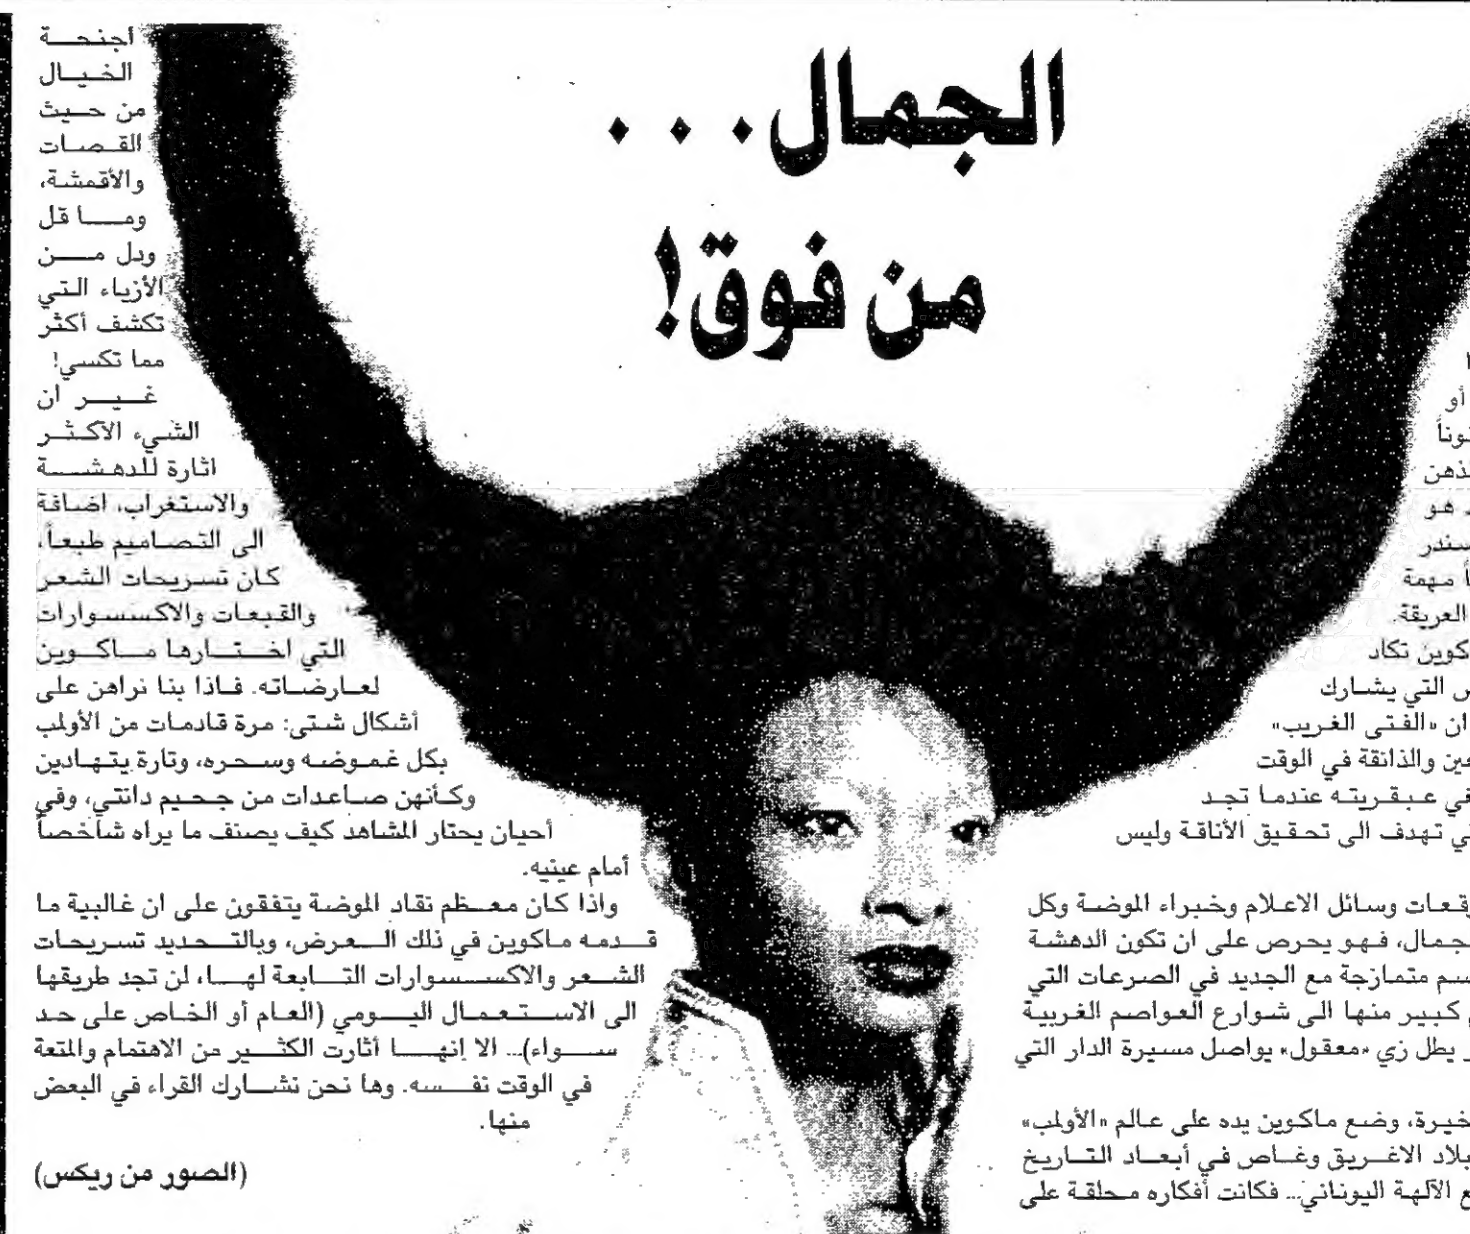 الجمال...
من فوق!
أو
هو
مهمة
العريقة.
تكاد
التي يشارك
ان «الفتى الغريب»
والذائقة في الوقت
عبقريته عندما تجد
تهدف الى تحقيق الأناقة وليس
وسائل الاعلام وخبراء الموضة وكل
فهو يحرص على ان تكون الدهشة
متمازجة مع الجديد في الصرعات التي
كبير منها الى شوارع العواصم الغربية
يطل زي «معقول» يواصل مسيرة الدار التي
وضع ماكوين يده على عالم «الأولمب»
الاغريق وغاص في أبعاد التاريخ
الآلهة اليوناني... فكانت أفكاره محلقة على
أجنحة
الخيال
من حيث
القصات
والأقمشة،
وما قل
ودل من
الأزياء التي
تكشف أكثر
مما تكسي!
غير ان
الشيء الأكثر
اثارة للدهشة
والاستغراب، اضافة
الى التصاميم طبعاً،
كان تسريحات الشعر
والقبعات والاكسسوارات
التي اختارها ماكوين
لعارضاته. فاذا بنا نراهن على
أشكال شتى: مرة قادمات من الأولمب
بكل غموضه وسحره، وتارة يتهادين
وكأنهن صاعدات من جحيم دانتي، وفي
أحيان يحتار المشاهد كيف يصنف ما يراه شاخصاً
أمام عينيه.
واذا كان معظم نقاد الموضة يتفقون على ان غالبية ما
قدمه ماكوين في ذلك العرض، وبالتحديد تسريحات
الشعر والاكسسوارات التابعة لها، لن تجد طريقها
الى الاستعمال اليومي (العام أو الخاص على حد
سواء)... الا إنها أثارت الكثير من الاهتمام والمتعة
في الوقت نفسه. وها نحن نشارك القراء في البعض
منها.
(الصور من ريكس)